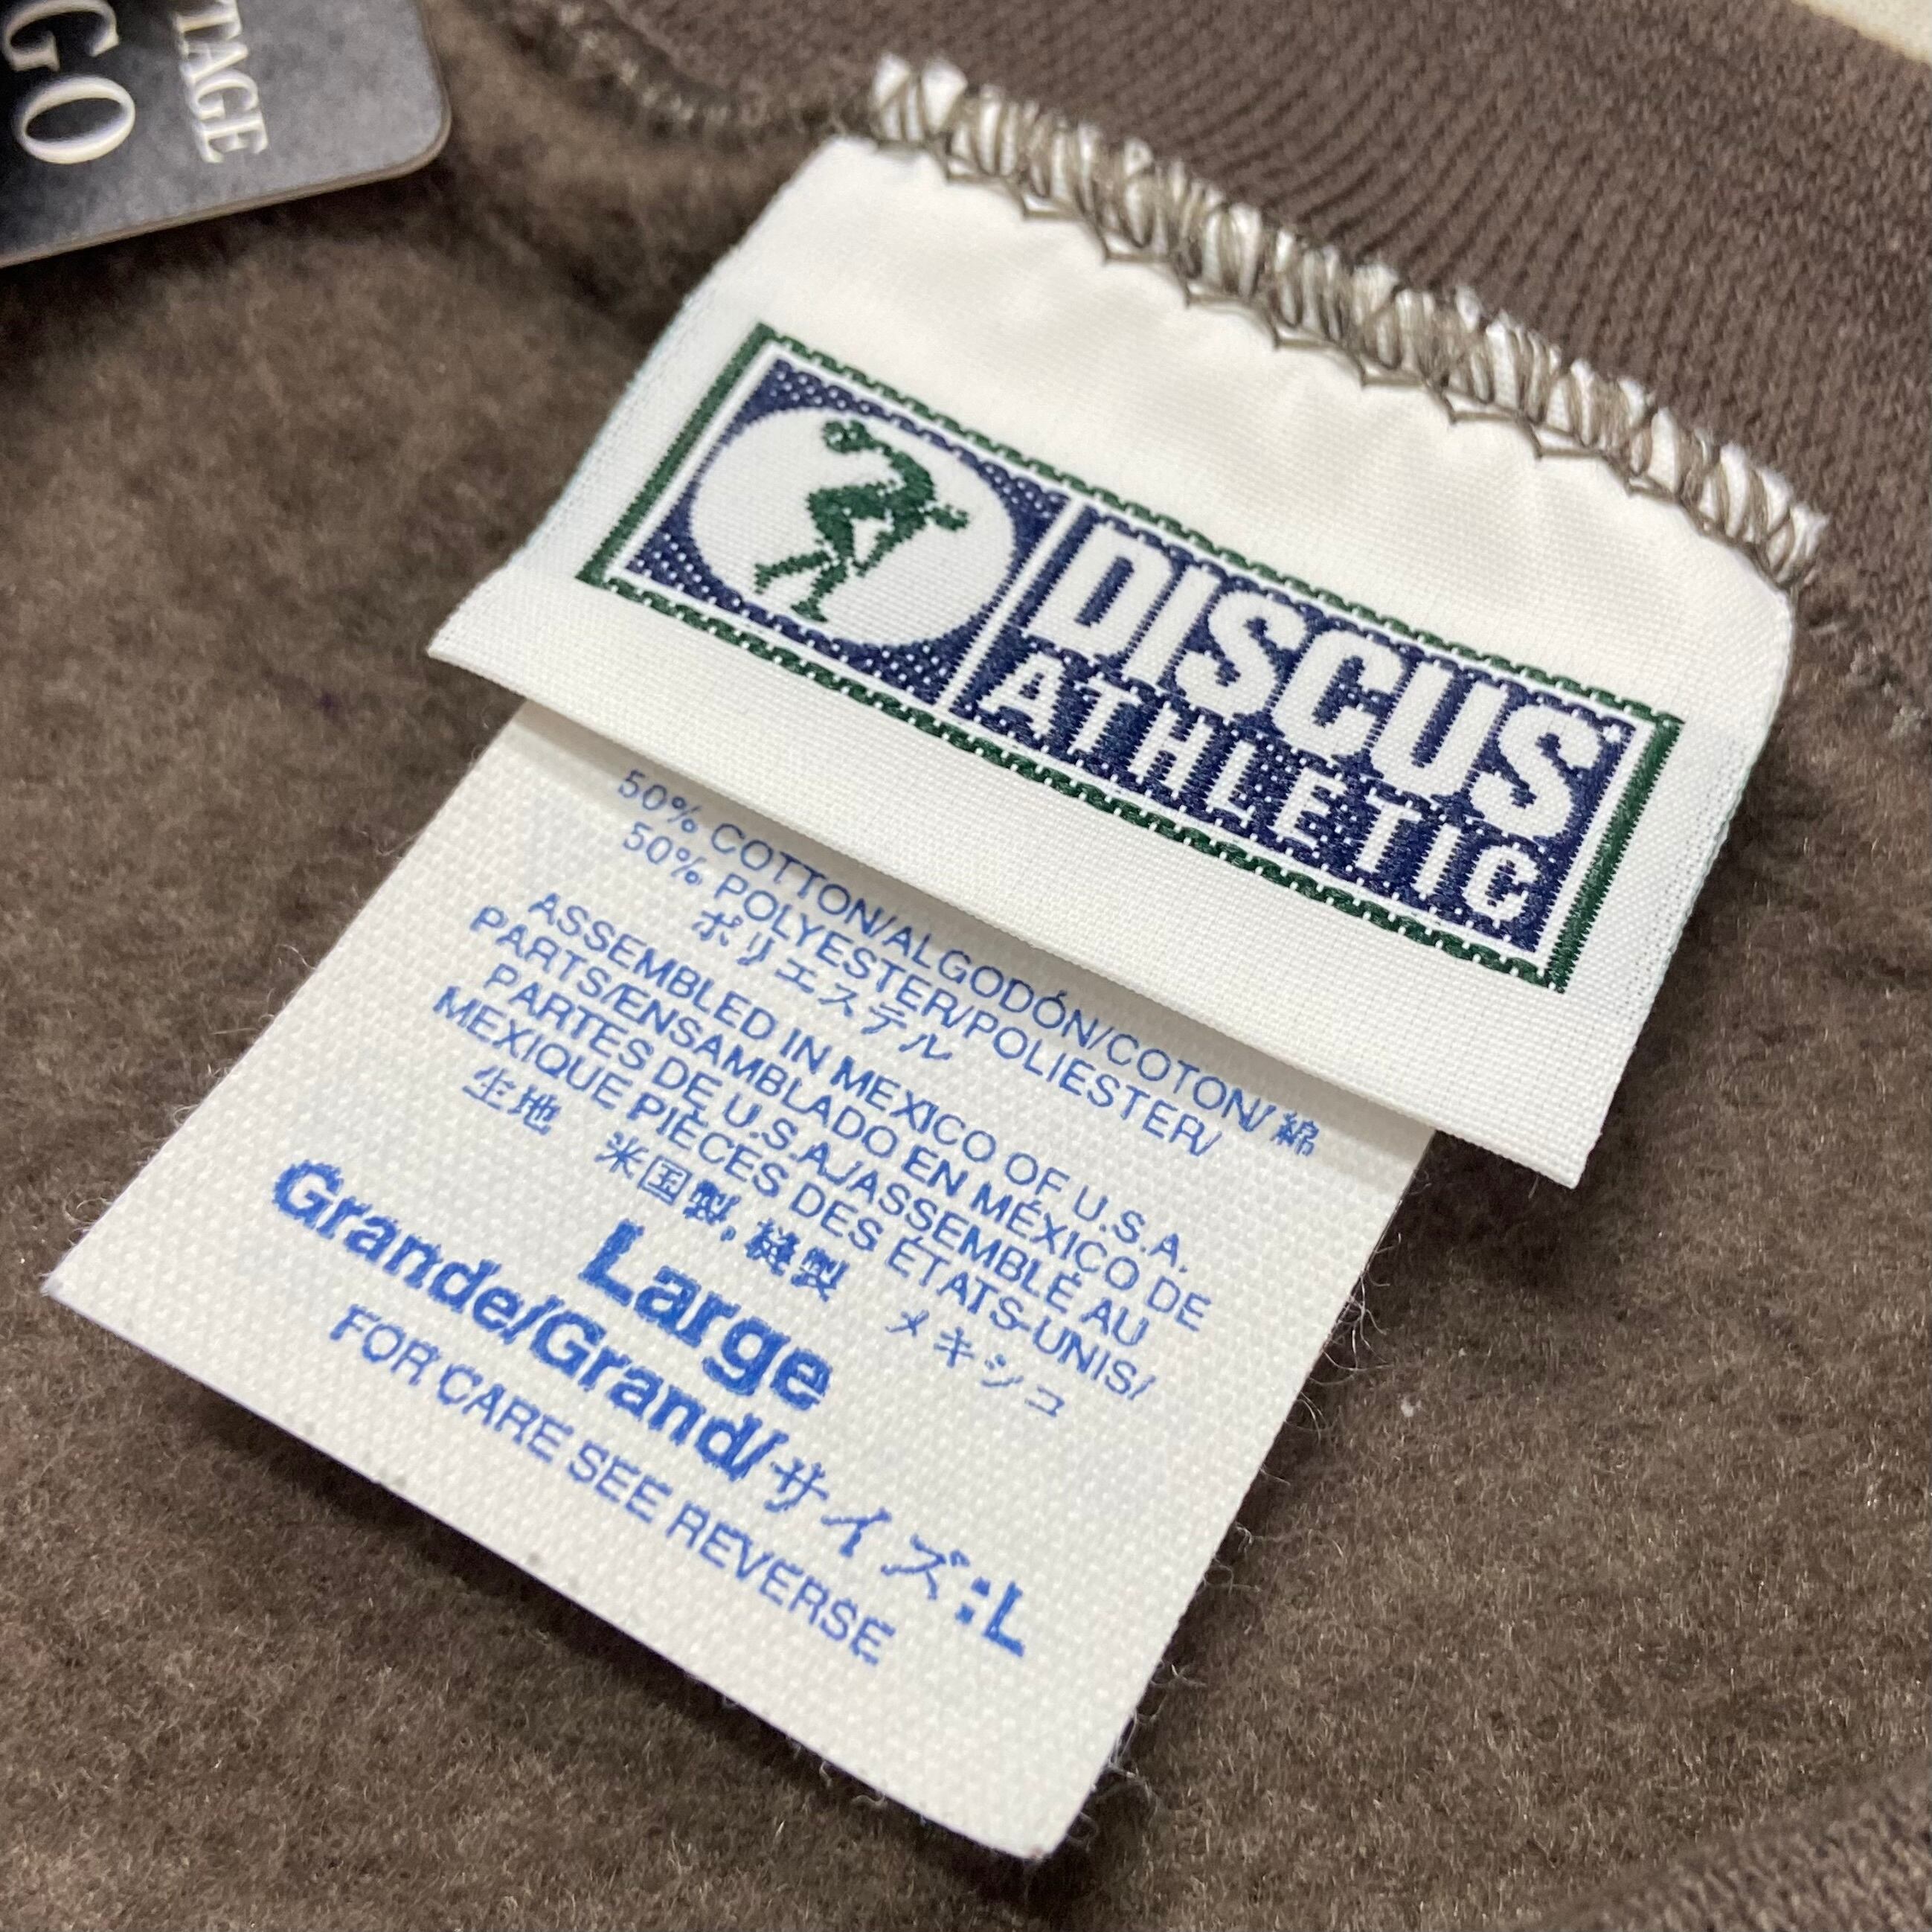 TAGE
GO
DISCUS
ATHLETIC
50% COTTON/ALGODÓN/COTON/ 綿
50% POLYESTER/POLIESTER/
ポリエステル
ASSEMBLED IN MEXICO OF U.S.A.
PARTS/ENSAMBLADO EN MÉXICO DE
PARTES DE U.S.A./ASSEMBLÉ AU
MEXIQUE PIÈCES DES ÉTATS-UNIS/
生地 米国製, 縫製 メキシコ
Large
Grande/Grand/サイズ:L
FOR CARE SEE REVERSE